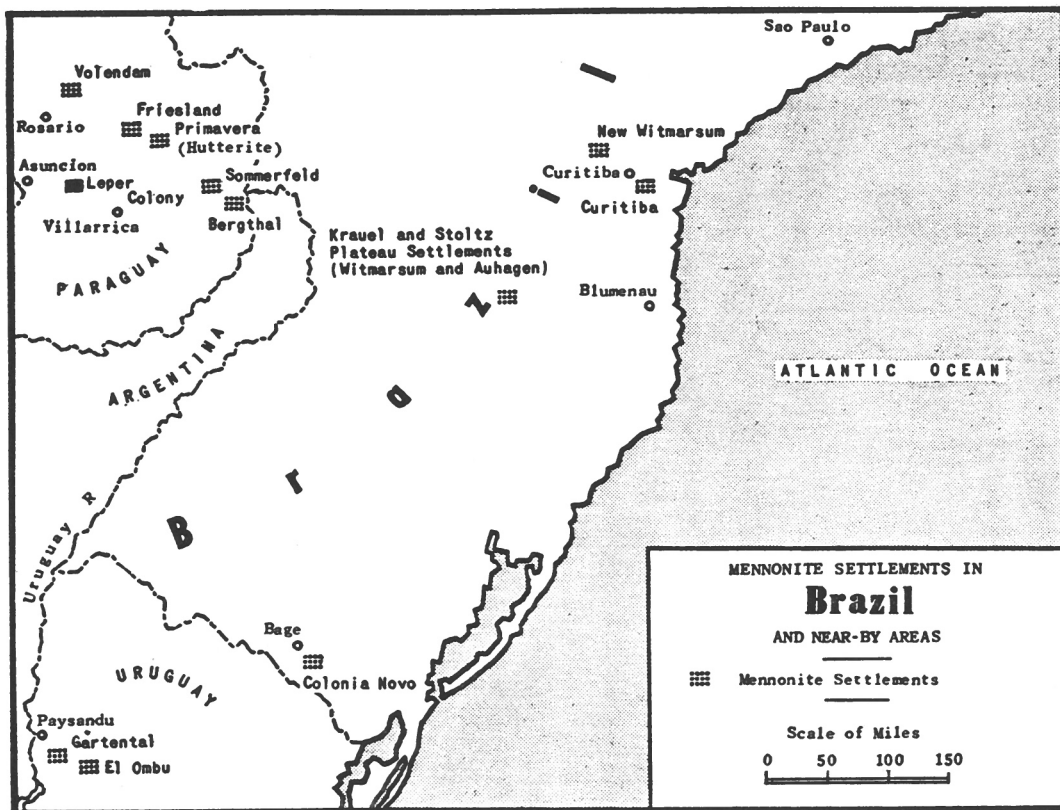 Sao Paulo
Volendam
Rosario
Friesland
Primavera
(Hutterite)
New Witmarsum
Asuncion
Leper
Colony
Sommerfeld
Curitiba
Curitiba
Villarrica
Bergthal
Krauel and Stoltz
Plateau Settlements
(Witmarsum and Auhagen)
PARAGUAY
Blumenau
ARGENTINA
ATLANTIC OCEAN
Brazil
Uruguay R
Bage
Colonia Novo
URUGUAY
Paysandu
Gartental
El Ombu
MENNONITE SETTLEMENTS IN
Brazil
AND NEAR-BY AREAS
Mennonite Settlements
Scale of Miles
0 50 100 150